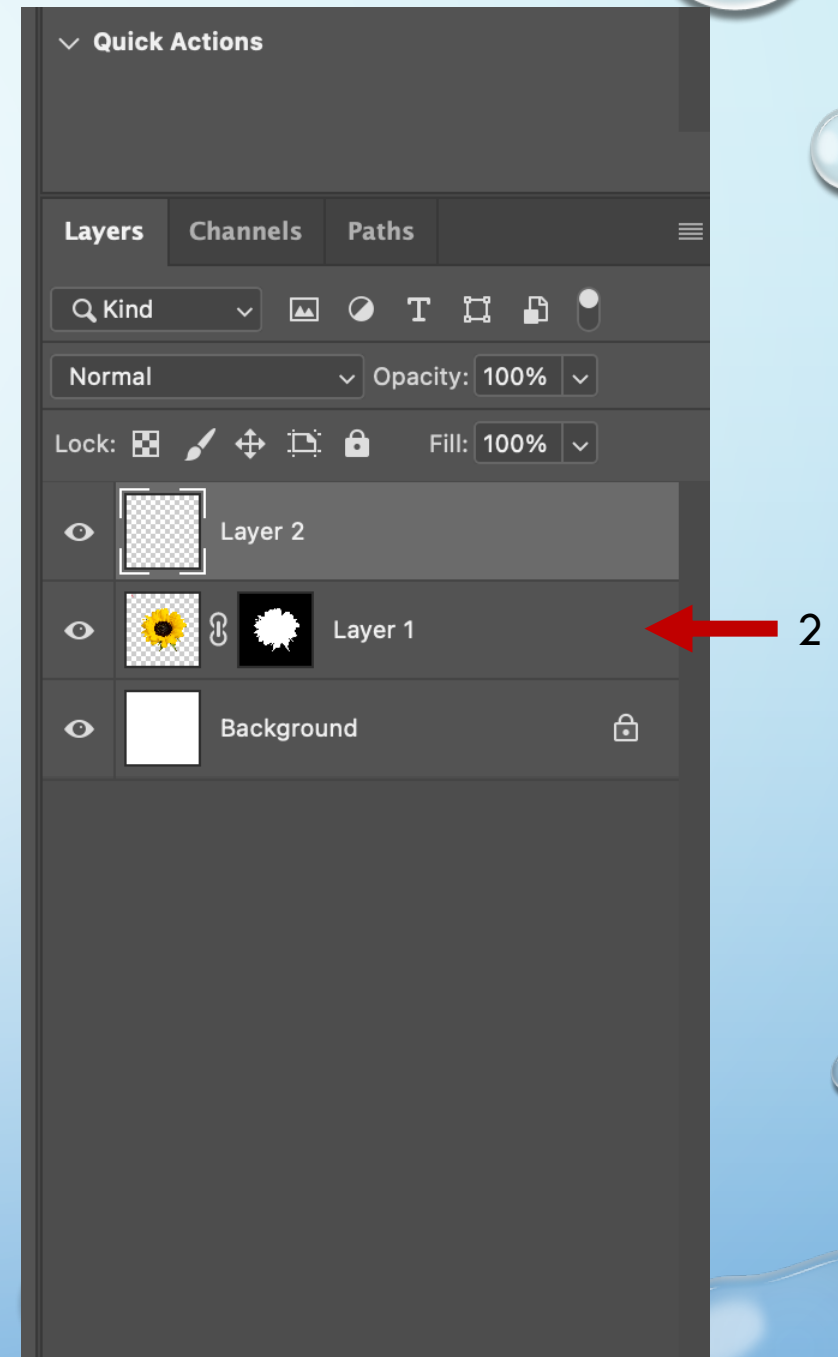 Quick Actions
Layers Channels Paths
Kind T
Normal Opacity: 100%
Lock: Fill: 100%
Layer 2
Layer 1 2
Background